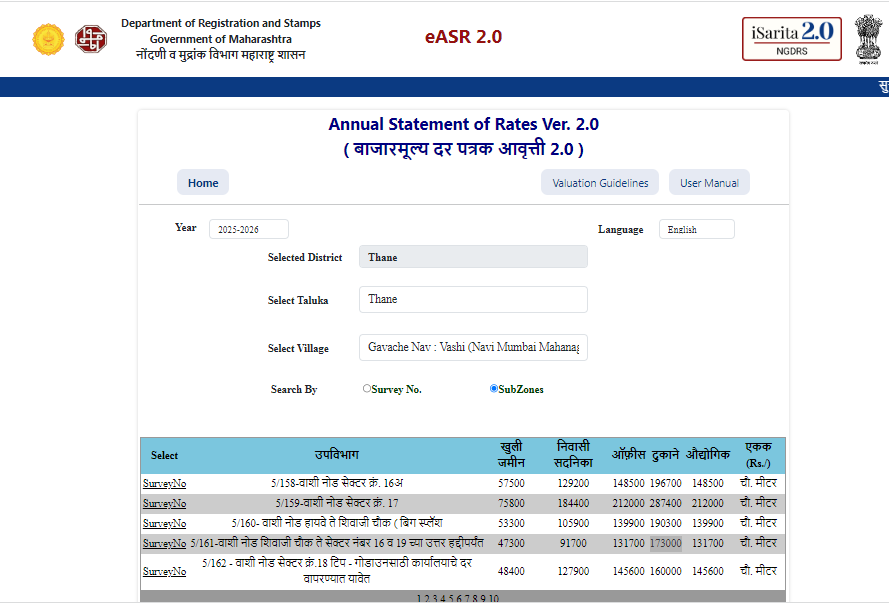 Department of Registration and Stamps
Government of Maharashtra
नोंदणी व मुद्रांक विभाग महाराष्ट्र शासन
eASR 2.0
iSarita 2.0
NGDRS
Annual Statement of Rates Ver. 2.0
( बाजारमूल्य दर पत्रक आवृत्ती 2.0 )
Home Valuation Guidelines User Manual
Year 2025-2026 Language English
Selected District Thane
Select Taluka Thane
Select Village Gavache Nav : Vashi (Navi Mumbai Mahanag
Search By Survey No. SubZones
Select उपविभाग खुली जमीन निवासी सदनिका ऑफ़ीस दुकाने औद्योगिक एकक (Rs./)
SurveyNo 5/158-वाशी नोड सेक्टर क्रं. 16अ 57500 129200 148500 196700 148500 चौ. मीटर
SurveyNo 5/159-वाशी नोड सेक्टर क्रं. 17 75800 184400 212000 287400 212000 चौ. मीटर
SurveyNo 5/160- वाशी नोड हायवे ते शिवाजी चौक ( बिग स्प्लॅश 53300 105900 139900 190300 139900 चौ. मीटर
SurveyNo 5/161-वाशी नोड शिवाजी चौक ते सेक्टर नंबर 16 व 19 च्या उत्तर हद्दीपर्यंत 47300 91700 131700 173000 131700 चौ. मीटर
SurveyNo 5/162 - वाशी नोड सेक्टर क्रं.18 टिप - गोडाउनसाठी कार्यालयाचे दर 48400 127900 145600 160000 145600 चौ. मीटर
वापरण्यात यावेत
1 2 3 4 5 6 7 8 9 10